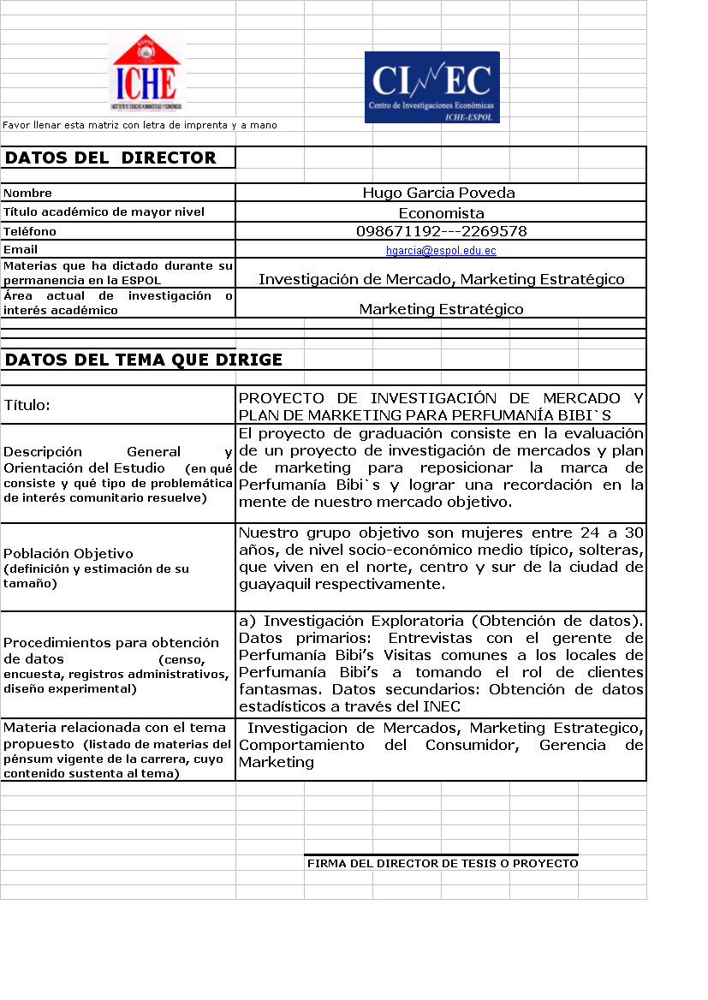 ESPOL
ICHE
INSTITUTO DE CIENCIAS HUMANISTICAS Y ECONOMICAS
CINEC
Centro de Investigaciones Económicas
ICHE-ESPOL
Favor llenar esta matriz con letra de imprenta y a mano
DATOS DEL DIRECTOR
Nombre
Hugo Garcia Poveda
Título académico de mayor nivel
Economista
Teléfono
098671192---2269578
Email
hgarcia@espol.edu.ec
Materias que ha dictado durante su
permanencia en la ESPOL
Investigación de Mercado, Marketing Estratégico
Área actual de investigación o
interés académico
Marketing Estratégico
DATOS DEL TEMA QUE DIRIGE
Título:
PROYECTO DE INVESTIGACIÓN DE MERCADO Y
PLAN DE MARKETING PARA PERFUMANÍA BIBI`S
Descripción General y
Orientación del Estudio (en qué
consiste y qué tipo de problemática
de interés comunitario resuelve)
El proyecto de graduación consiste en la evaluación
de un proyecto de investigación de mercados y plan
de marketing para reposicionar la marca de
Perfumanía Bibi`s y lograr una recordación en la
mente de nuestro mercado objetivo.
Población Objetivo
(definición y estimación de su
tamaño)
Nuestro grupo objetivo son mujeres entre 24 a 30
años, de nivel socio-económico medio típico, solteras,
que viven en el norte, centro y sur de la ciudad de
guayaquil respectivamente.
Procedimientos para obtención
de datos (censo,
encuesta, registros administrativos,
diseño experimental)
a) Investigación Exploratoria (Obtención de datos).
Datos primarios: Entrevistas con el gerente de
Perfumanía Bibi’s Visitas comunes a los locales de
Perfumanía Bibi’s a tomando el rol de clientes
fantasmas. Datos secundarios: Obtención de datos
estadísticos a través del INEC
Materia relacionada con el tema
propuesto (listado de materias del
pénsum vigente de la carrera, cuyo
contenido sustenta al tema)
Investigacion de Mercados, Marketing Estrategico,
Comportamiento del Consumidor, Gerencia de
Marketing
FIRMA DEL DIRECTOR DE TESIS O PROYECTO